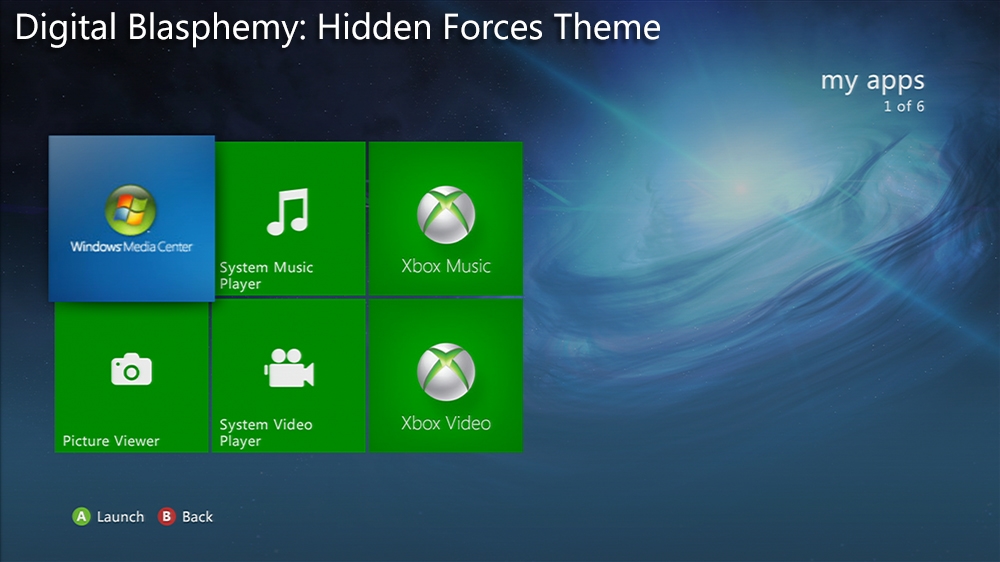 Digital Blasphemy: Hidden Forces Theme
my apps
1 of 6
Windows Media Center
System Music
Player
Xbox Music
Picture Viewer
System Video
Player
Xbox Video
A Launch B Back